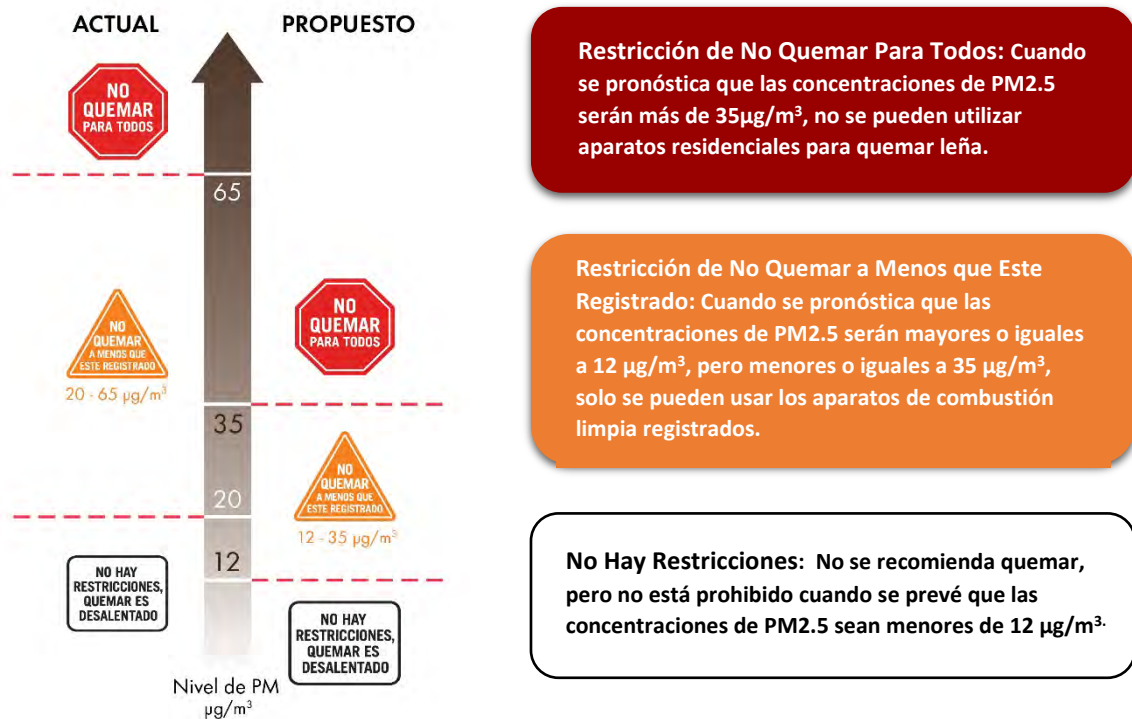 ACTUAL
PROPUESTO
NO
QUEMAR
PARA TODOS
65
NO
QUEMAR
A MENOS QUE
ESTE REGISTRADO
20 - 65 µg/m³
NO
QUEMAR
PARA TODOS
35
20
NO
QUEMAR
A MENOS QUE
ESTE REGISTRADO
12 - 35 µg/m³
12
NO HAY
RESTRICCIONES,
QUEMAR ES
DESALENTADO
NO HAY
RESTRICCIONES,
QUEMAR ES
DESALENTADO
Nivel de PM
µg/m³
Restricción de No Quemar Para Todos: Cuando
se pronóstica que las concentraciones de PM2.5
serán más de 35µg/m³, no se pueden utilizar
aparatos residenciales para quemar leña.
Restricción de No Quemar a Menos que Este
Registrado: Cuando se pronóstica que las
concentraciones de PM2.5 serán mayores o iguales
a 12 µg/m³, pero menores o iguales a 35 µg/m³,
solo se pueden usar los aparatos de combustión
limpia registrados.
No Hay Restricciones: No se recomienda quemar,
pero no está prohibido cuando se prevé que las
concentraciones de PM2.5 sean menores de 12 µg/m³.